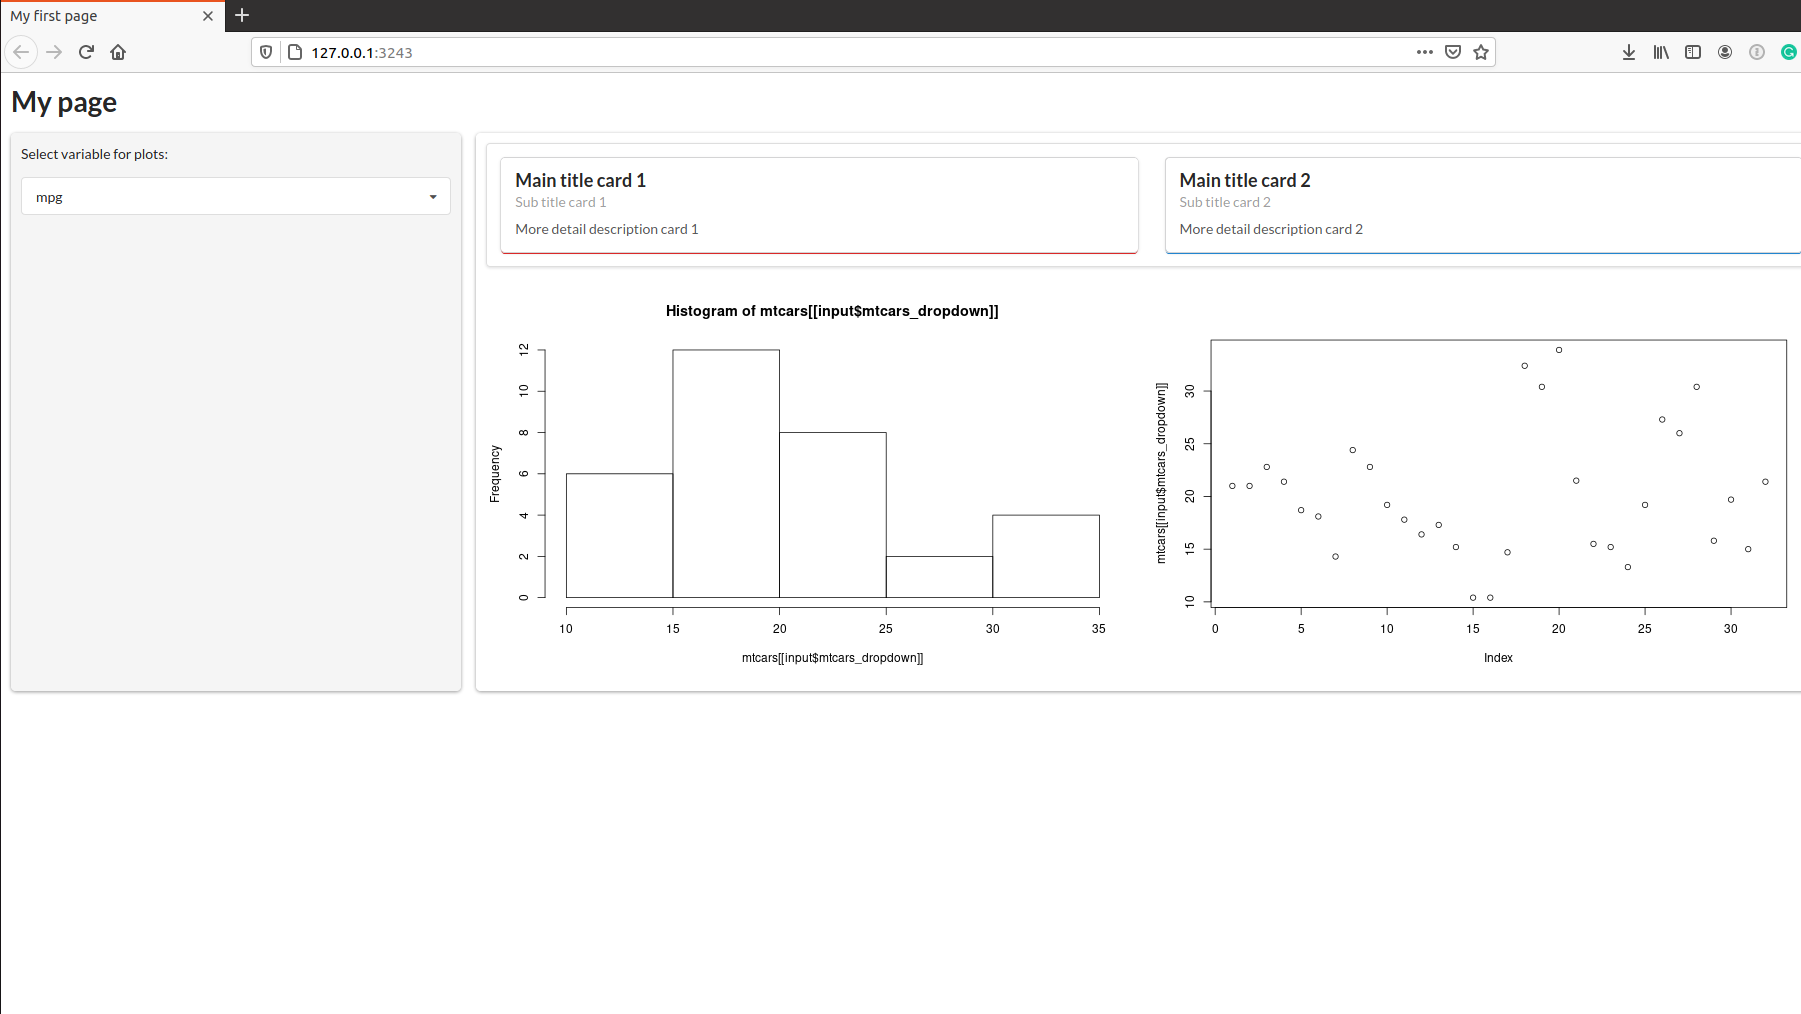 My first page
127.0.0.1:3243
My page
Select variable for plots:
mpg
Main title card 1
Sub title card 1
More detail description card 1
Main title card 2
Sub title card 2
More detail description card 2
Histogram of mtcars[[input$mtcars_dropdown]]
Frequency
0 2 4 6 8 10 12
10 15 20 25 30 35
mtcars[[input$mtcars_dropdown]]
mtcars[[input$mtcars_dropdown]]
10 15 20 25 30
0 5 10 15 20 25 30
Index